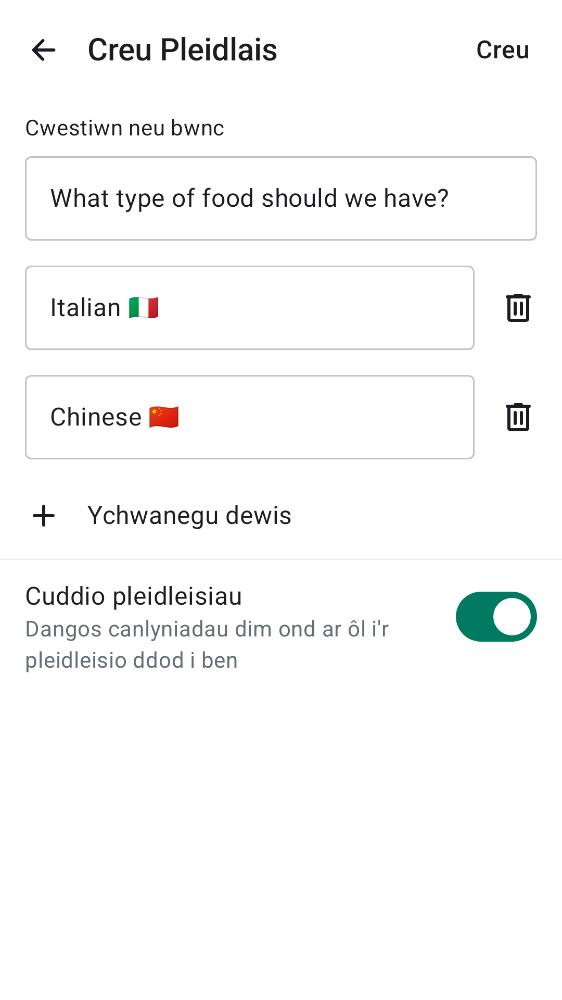 Creu Pleidlais
Creu
Cwestiwn neu bwnc
What type of food should we have?
Italian 🇮🇹
Chinese 🇨🇳
Ychwanegu dewis
Cuddio pleidleisiau
Dangos canlyniadau dim ond ar ôl i'r
pleidleisio ddod i ben